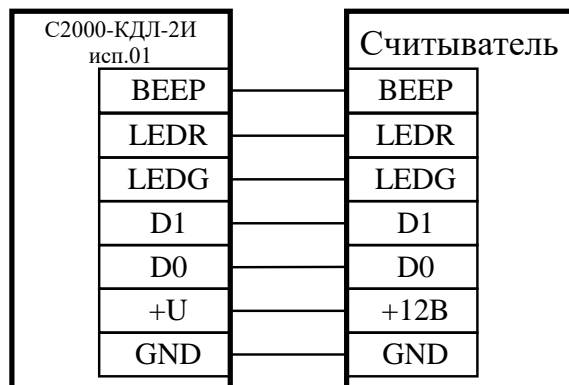 С2000-КДЛ-2И
исп.01
BEEP
LEDR
LEDG
D1
D0
+U
GND
Считыватель
BEEP
LEDR
LEDG
D1
D0
+12В
GND